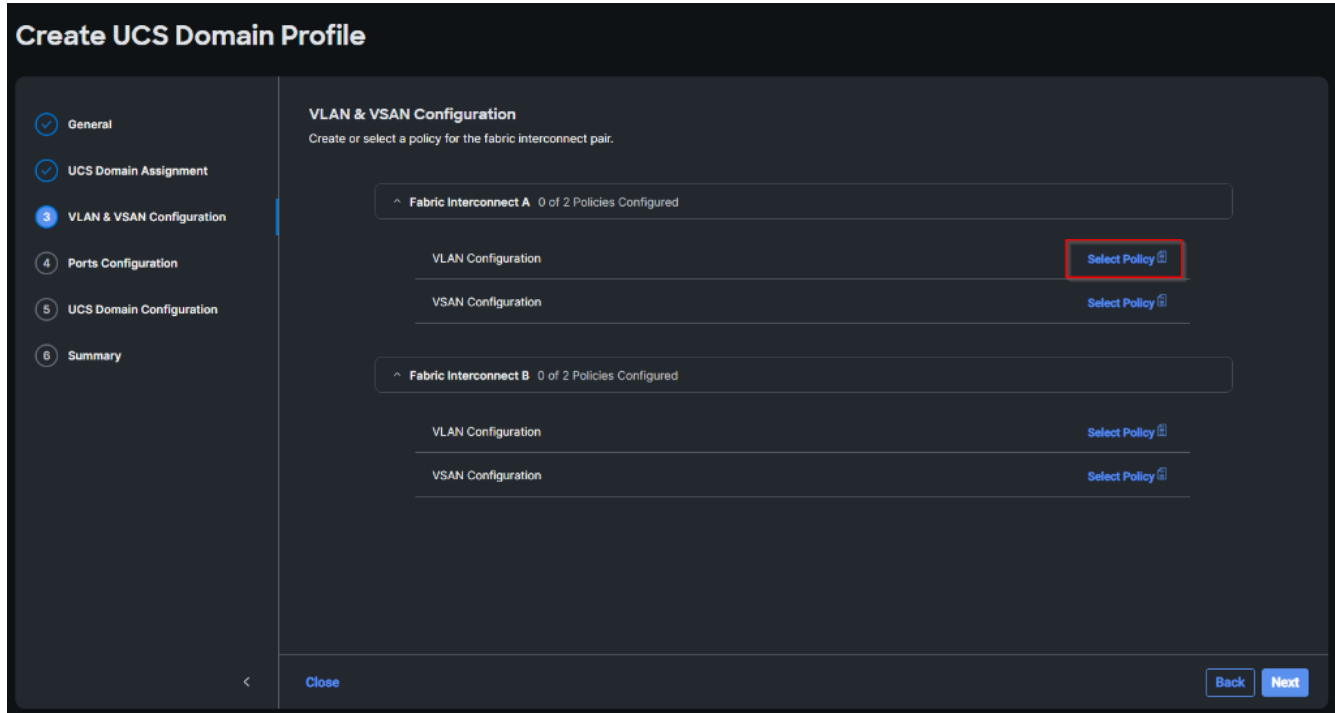 Create UCS Domain Profile
General
UCS Domain Assignment
3 VLAN & VSAN Configuration
4 Ports Configuration
5 UCS Domain Configuration
6 Summary
VLAN & VSAN Configuration
Create or select a policy for the fabric interconnect pair.
Fabric Interconnect A 0 of 2 Policies Configured
VLAN Configuration Select Policy
VSAN Configuration Select Policy
Fabric Interconnect B 0 of 2 Policies Configured
VLAN Configuration Select Policy
VSAN Configuration Select Policy
Close Back Next